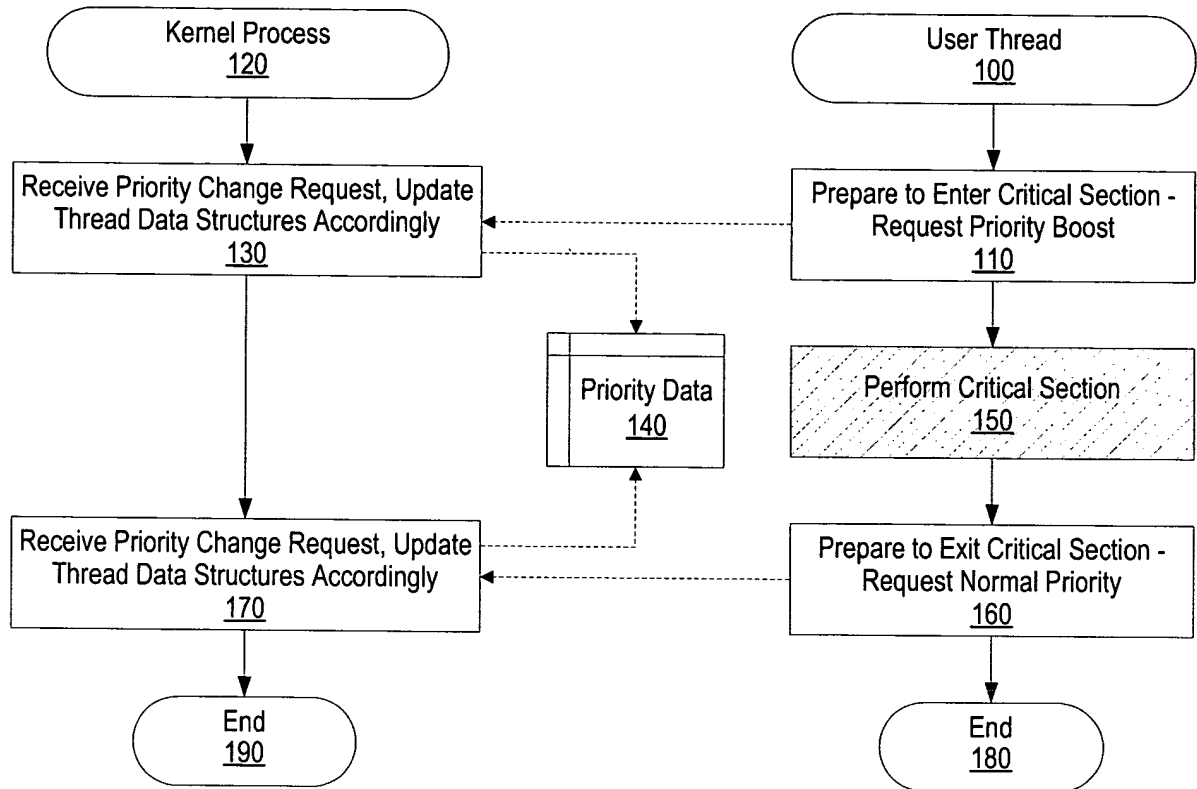 Kernel Process
120
User Thread
100
Receive Priority Change Request, Update
Thread Data Structures Accordingly
130
Prepare to Enter Critical Section -
Request Priority Boost
110
Priority Data
140
Perform Critical Section
150
Receive Priority Change Request, Update
Thread Data Structures Accordingly
170
Prepare to Exit Critical Section -
Request Normal Priority
160
End
190
End
180